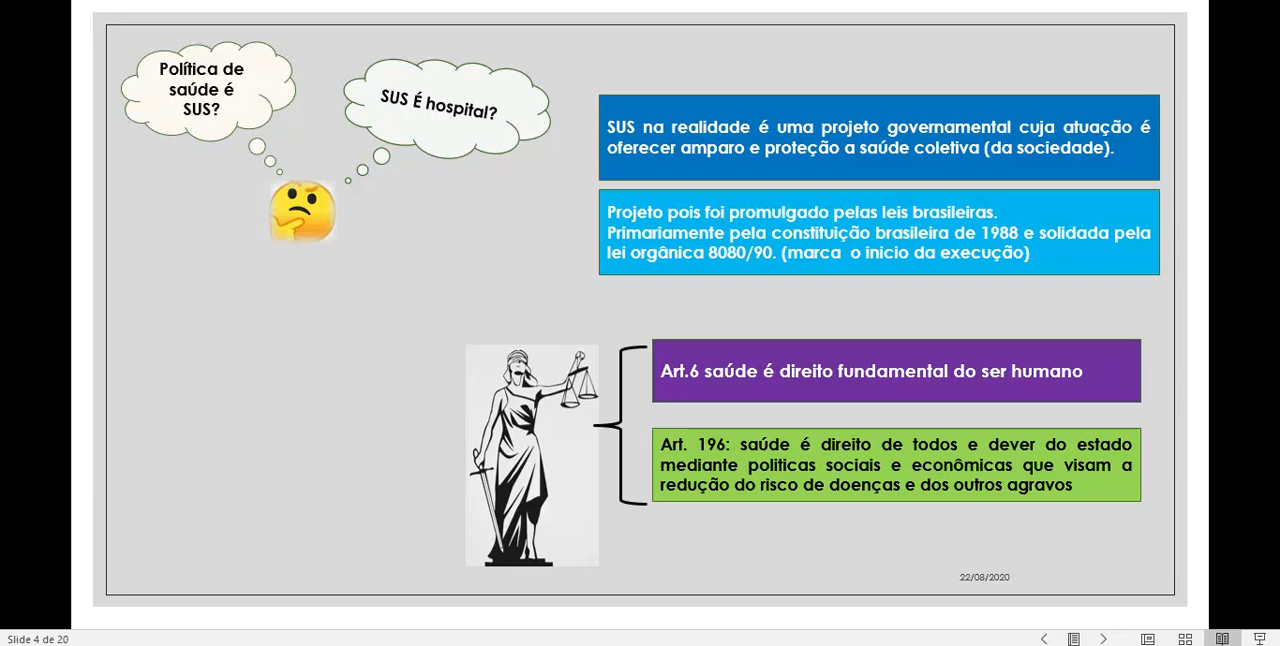 Política de
saúde é
SUS?
SUS É hospital?
SUS na realidade é uma projeto governamental cuja atuação é
oferecer amparo e proteção a saúde coletiva (da sociedade).
Projeto pois foi promulgado pelas leis brasileiras.
Primariamente pela constituição brasileira de 1988 e solidada pela
lei orgânica 8080/90. (marca o inicio da execução)
Art.6 saúde é direito fundamental do ser humano
Art. 196: saúde é direito de todos e dever do estado
mediante politicas sociais e econômicas que visam a
redução do risco de doenças e dos outros agravos
22/08/2020
Slide 4 de 20